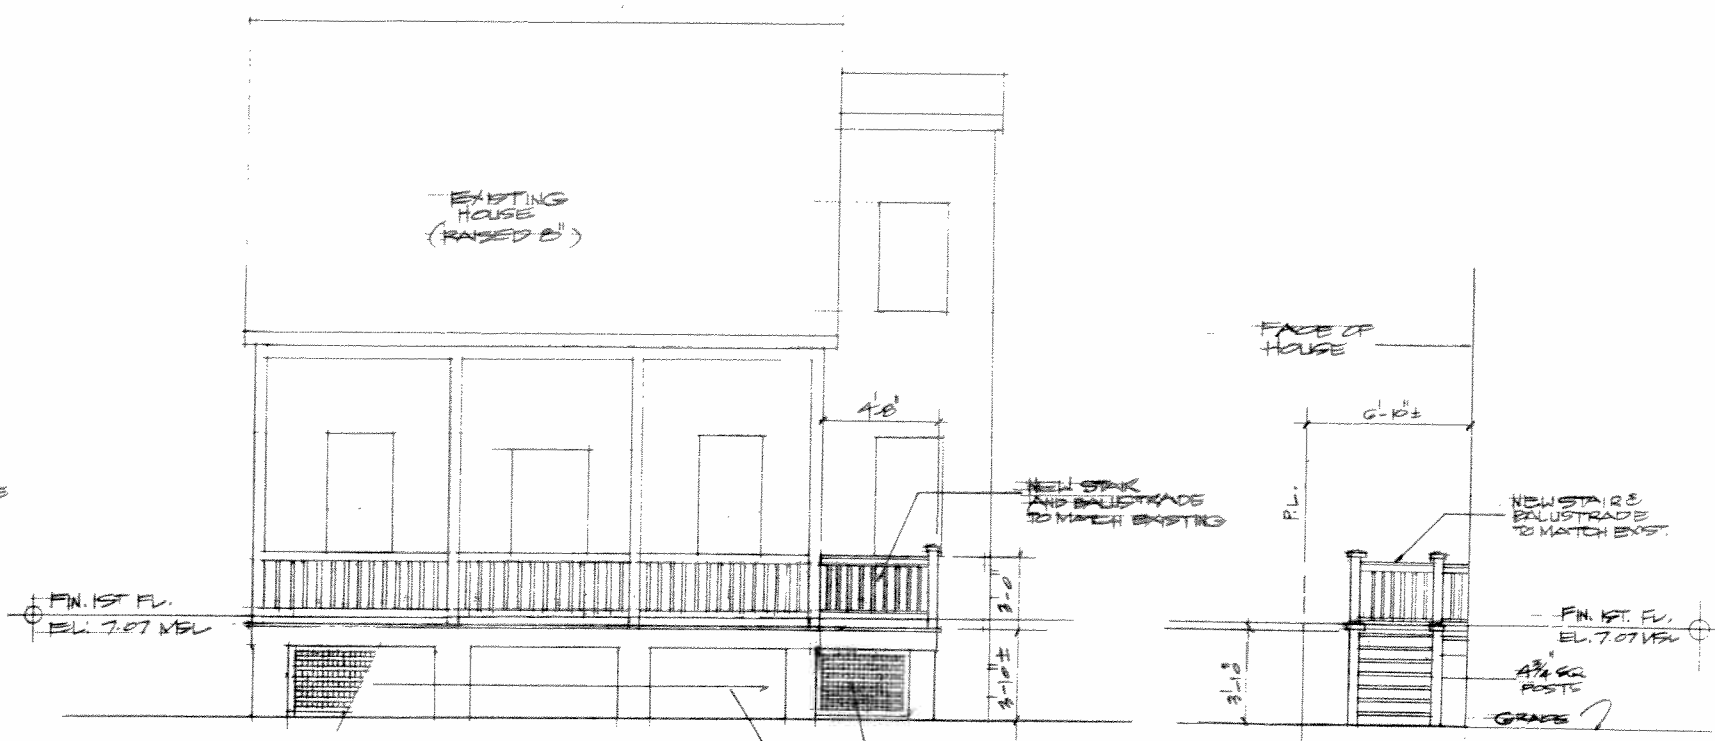 EXISTING
HOUSE
(RAISED 8")
FACE OF
HOUSE
4'-8"
6'-10"±
P.L.
NEW STAIR
AND BALUSTRADE
TO MATCH EXISTING
NEW STAIR &
BALUSTRADE
TO MATCH EXIST.
3'-0"
FIN. 1ST FL.
EL. 7.07 MSL
FIN. 1ST. FL.
EL. 7.07 MSL
3'-10"±
3'-10"
4 3/4" SQ
POSTS
GRADE